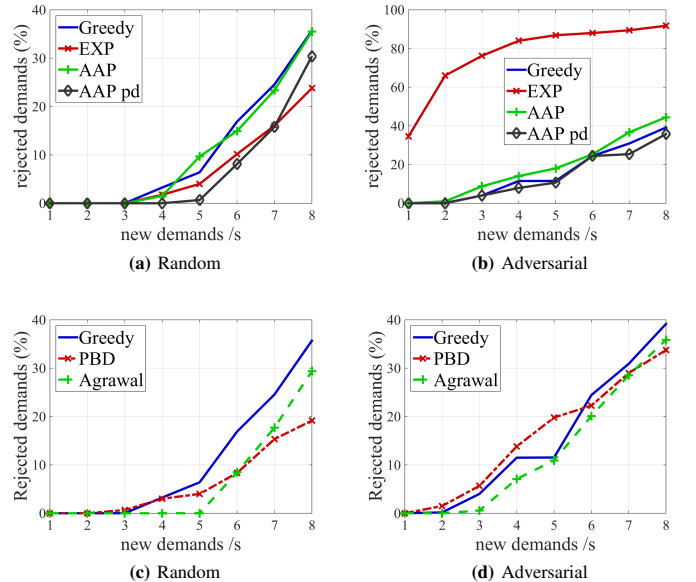 40
30
20
10
0
rejected demands (%)
Greedy
EXP
AAP
AAP pd
1 2 3 4 5 6 7 8
new demands /s
(a) Random
100
80
60
40
20
0
rejected demands (%)
Greedy
EXP
AAP
AAP pd
1 2 3 4 5 6 7 8
new demands /s
(b) Adversarial
40
30
20
10
0
Rejected demands (%)
Greedy
PBD
Agrawal
1 2 3 4 5 6 7 8
new demands /s
(c) Random
40
30
20
10
0
Rejected demands (%)
Greedy
PBD
Agrawal
1 2 3 4 5 6 7 8
new demands /s
(d) Adversarial